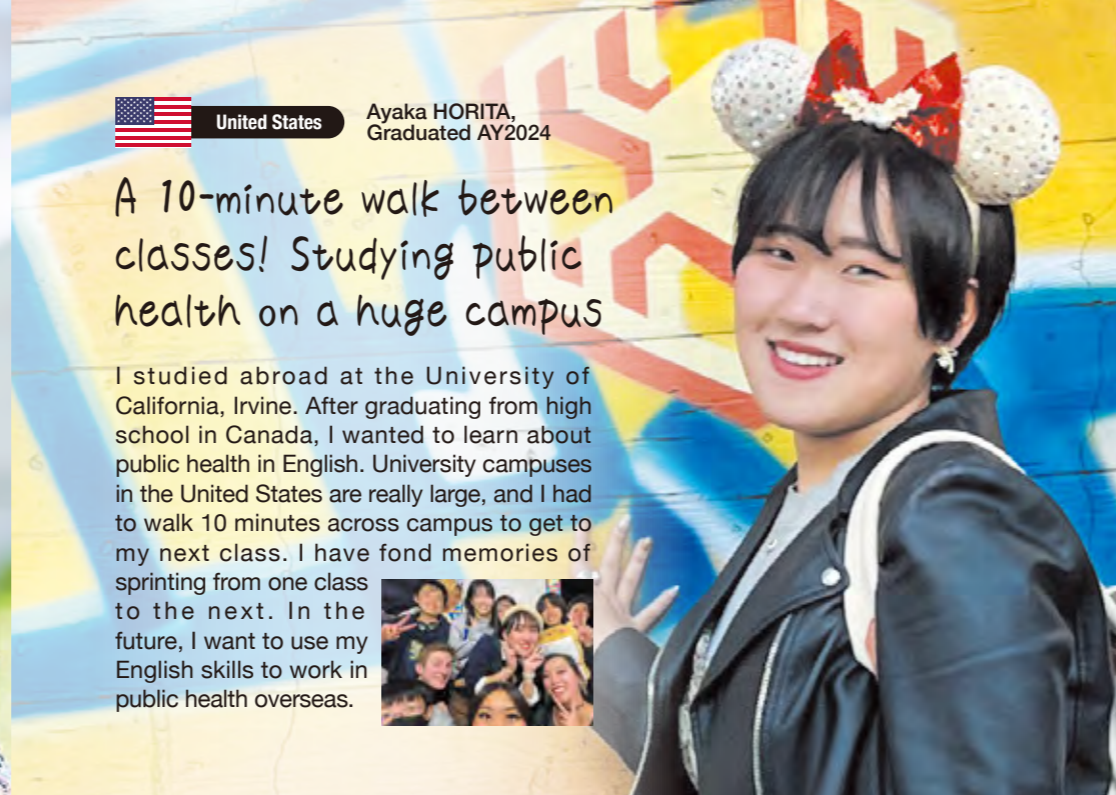 United States
Ayaka HORITA,
Graduated AY2024
A 10-minute walk between
classes! Studying public
health on a huge campus
I studied abroad at the University of
California, Irvine. After graduating from high
school in Canada, I wanted to learn about
public health in English. University campuses
in the United States are really large, and I had
to walk 10 minutes across campus to get to
my next class. I have fond memories of
sprinting from one class
to the next. In the
future, I want to use my
English skills to work in
public health overseas.